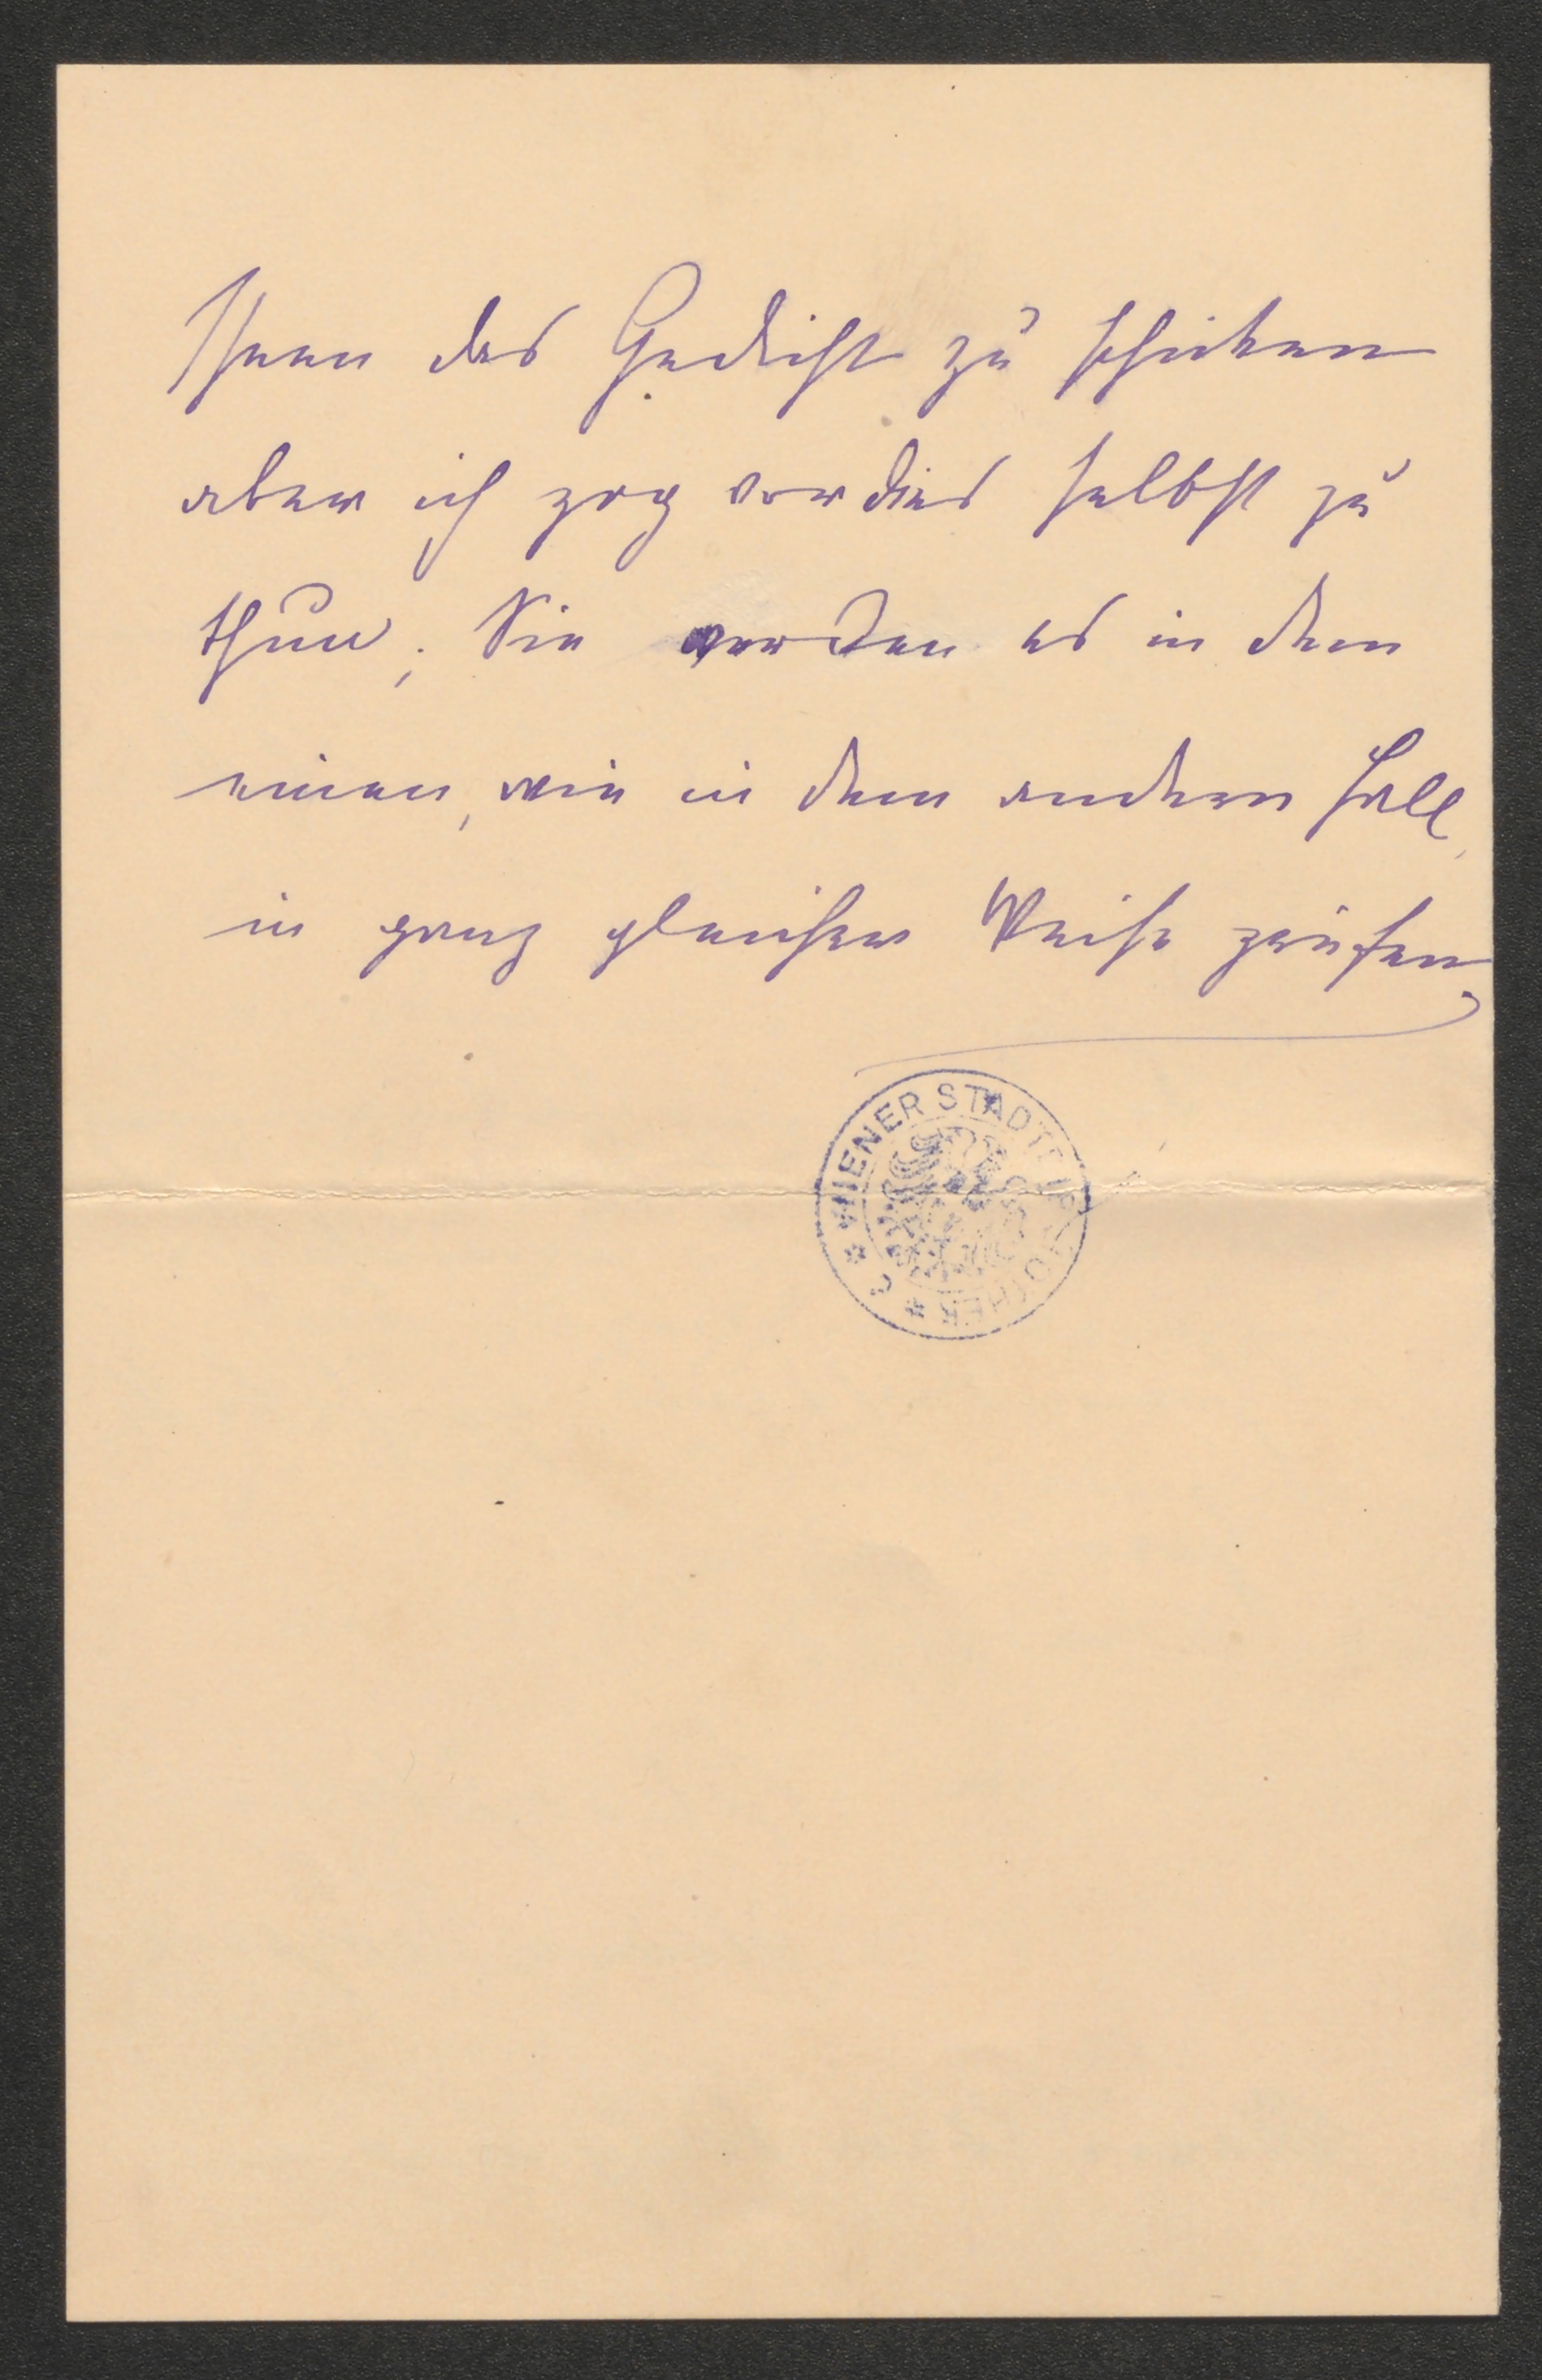 Ihnen das Gedicht zu schicken
aber ich zog vor dies selbst zu
thun; Sie werden es in dem
einen, wie in dem andern Fall,
in ganz gleicher Weise prüfen
* WIENER STADTBIBLIOTHEK *